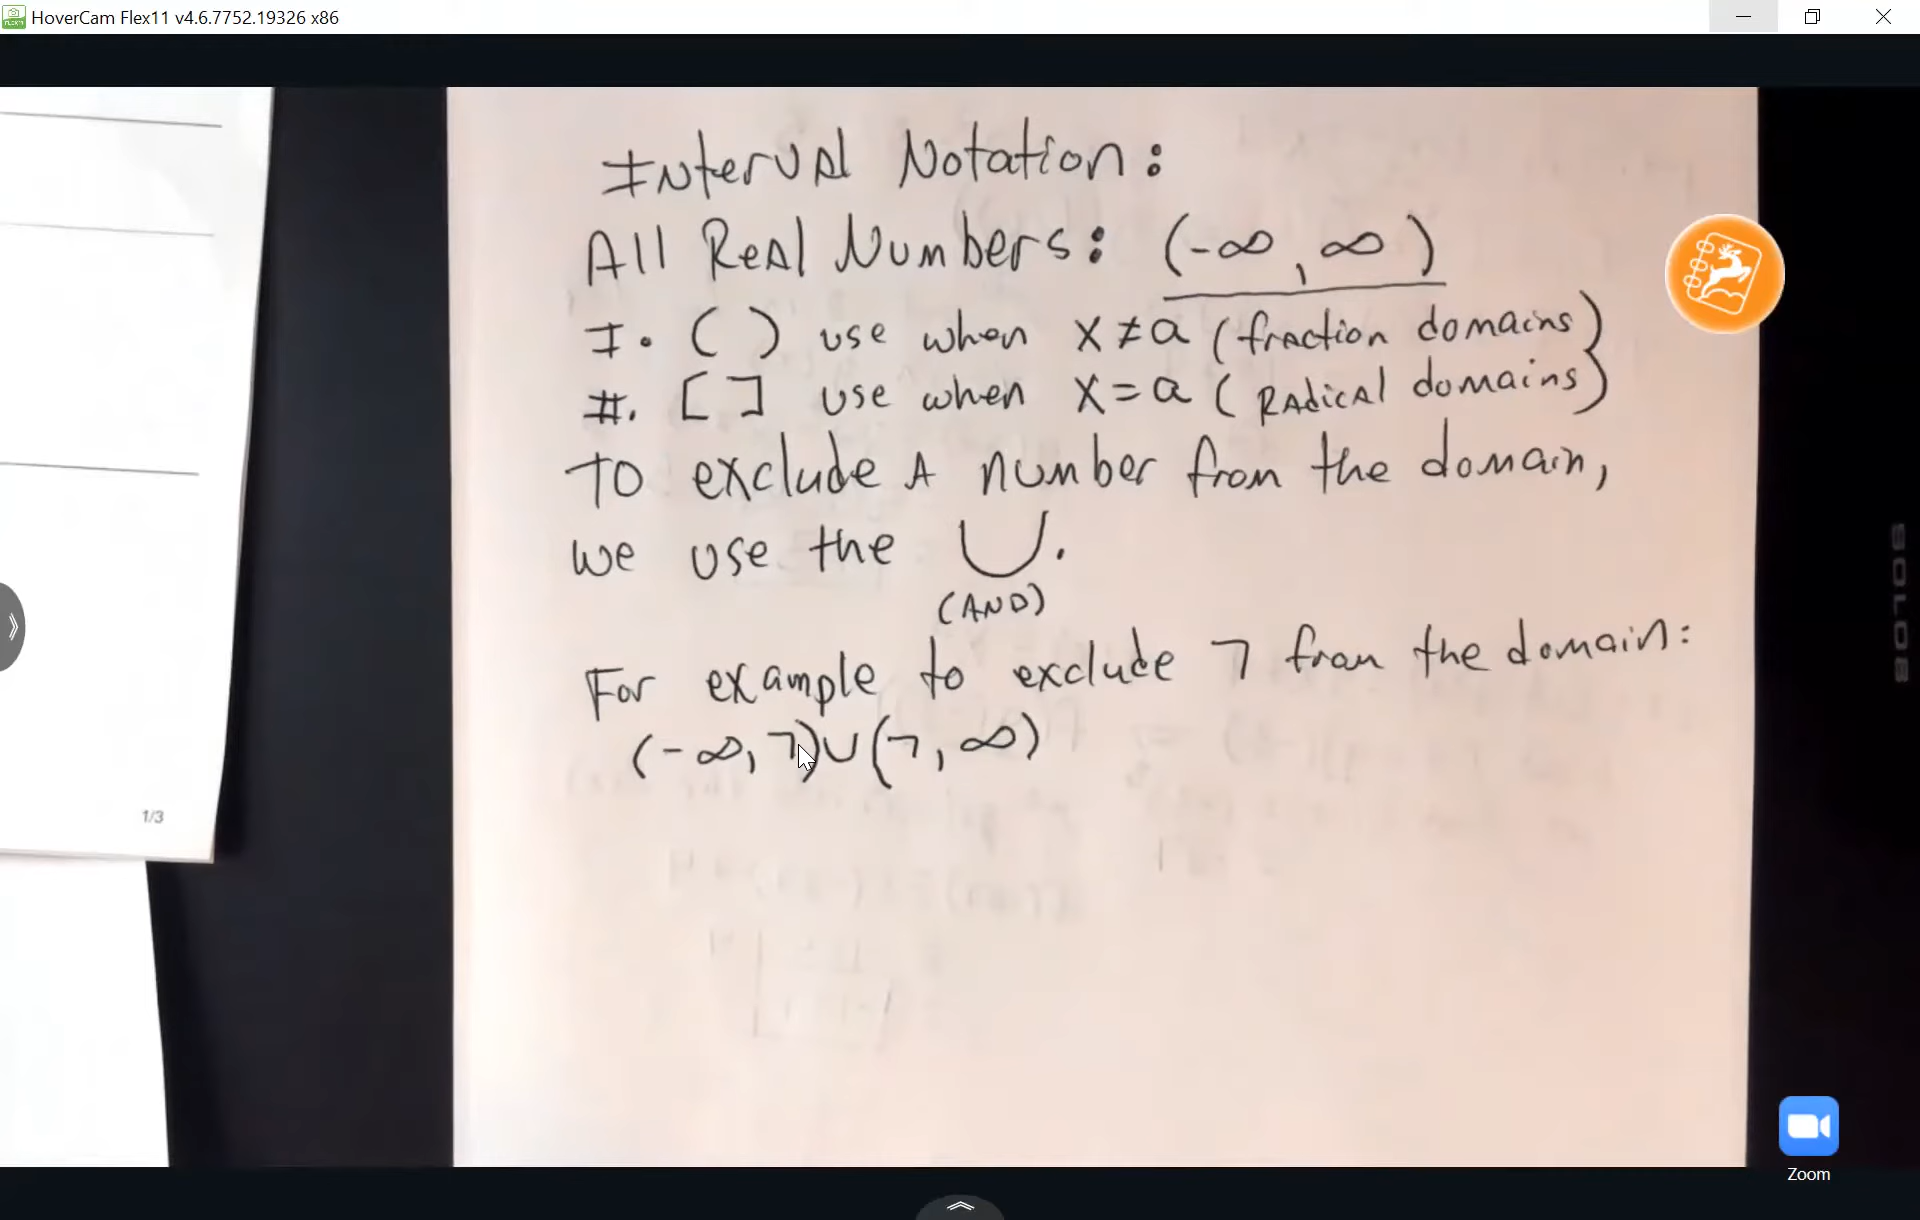 HoverCam Flex11 v4.6.7752.19326 x86
Interval Notation:
All Real Numbers: (-∞, ∞)
I. ( ) use when x≠a (fraction domains)
II. [ ] use when x=a (Radical domains)
To exclude A number from the domain,
we use the ∪.
(AND)
For example to exclude 7 from the domain:
(-∞, 7)∪(7, ∞)
1/3
SOLOS
Zoom